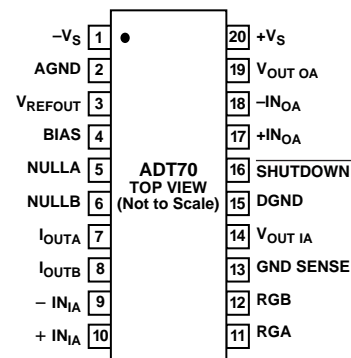 –VS 1 20 +VS
AGND 2 19 VOUT OA
VREFOUT 3 18 –INOA
BIAS 4 17 +INOA
NULLA 5 16 SHUTDOWN
NULLB 6 15 DGND
IOUTA 7 14 VOUT IA
IOUTB 8 13 GND SENSE
– INIA 9 12 RGB
+ INIA 10 11 RGA
ADT70
TOP VIEW
(Not to Scale)